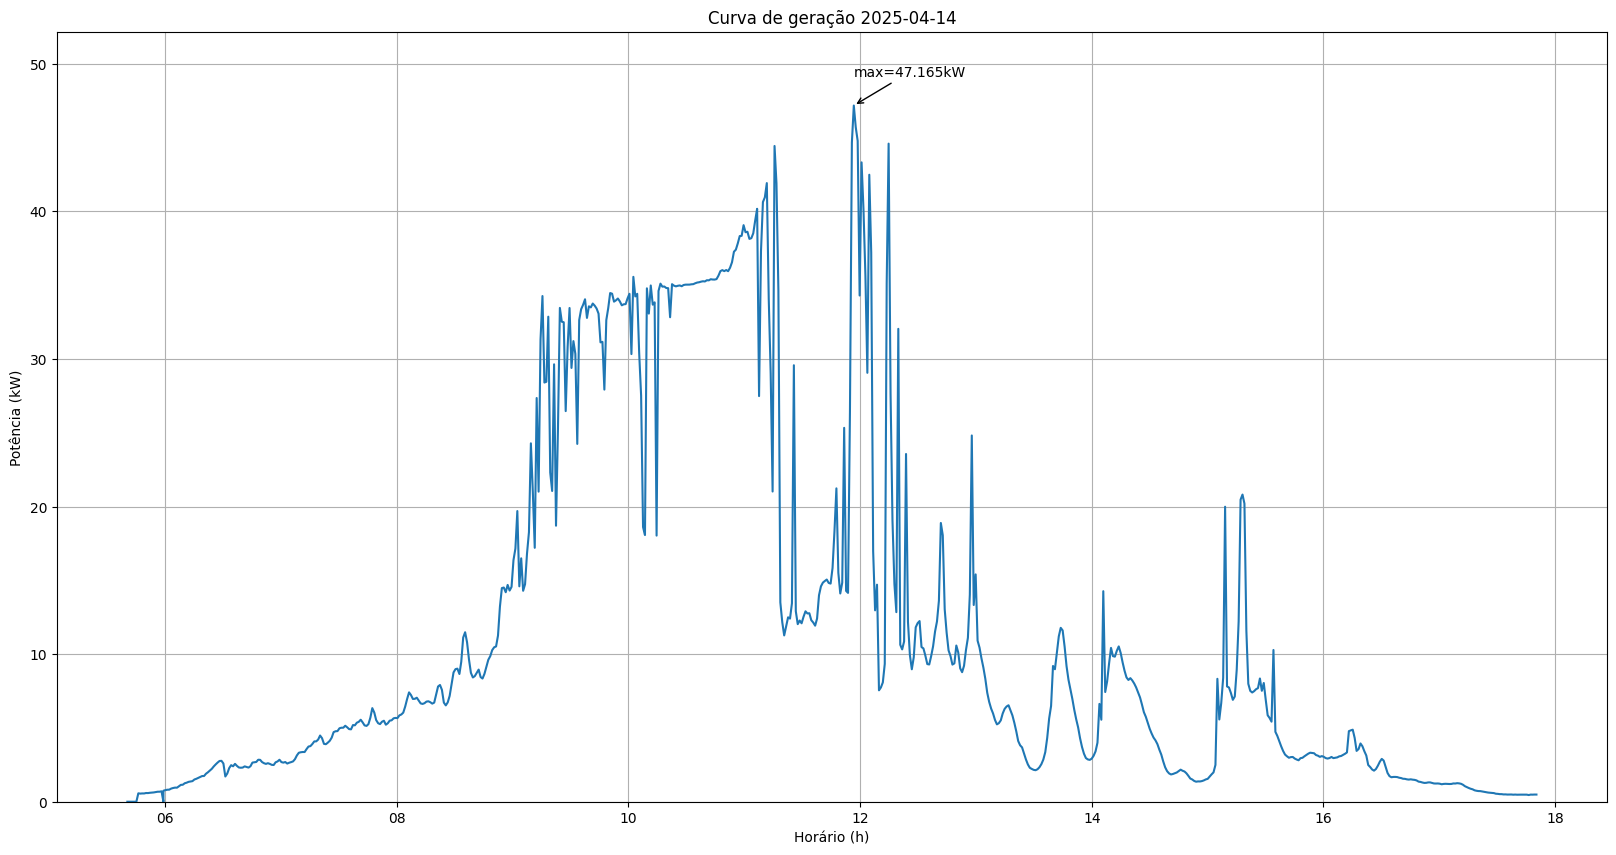 Curva de geração 2025-04-14
max=47.165kW
50
40
30
20
10
0
Potência (kW)
06 08 10 12 14 16 18
Horário (h)